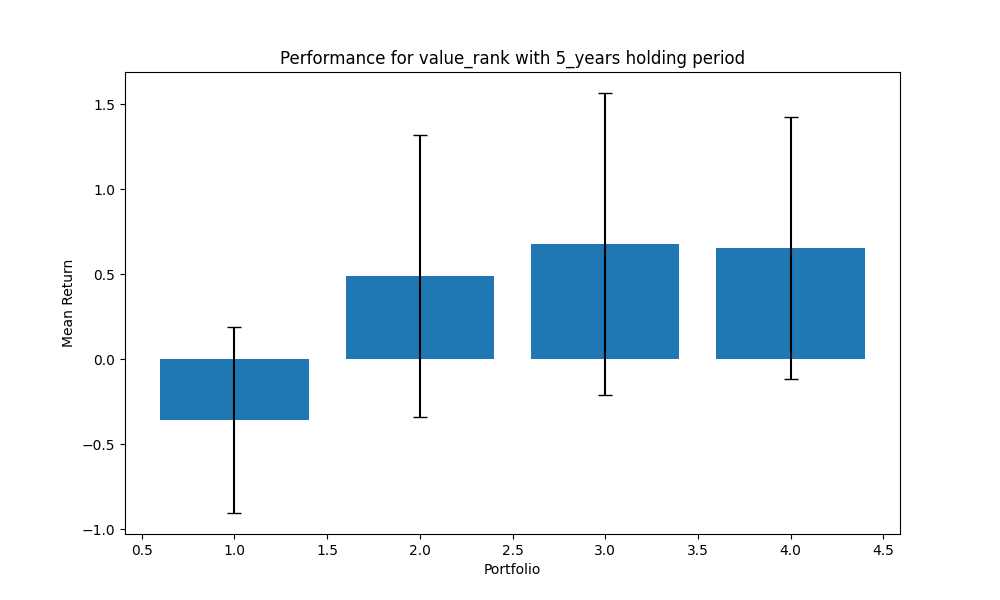 Performance for value_rank with 5_years holding period
Mean Return
1.5
1.0
0.5
0.0
−0.5
−1.0
0.5 1.0 1.5 2.0 2.5 3.0 3.5 4.0 4.5
Portfolio